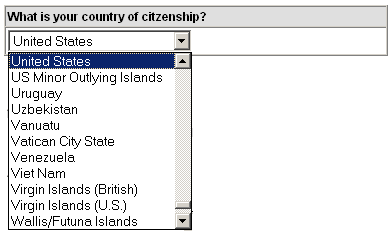 What is your country of citzenship?
United States
United States
US Minor Outlying Islands
Uruguay
Uzbekistan
Vanuatu
Vatican City State
Venezuela
Viet Nam
Virgin Islands (British)
Virgin Islands (U.S.)
Wallis/Futuna Islands